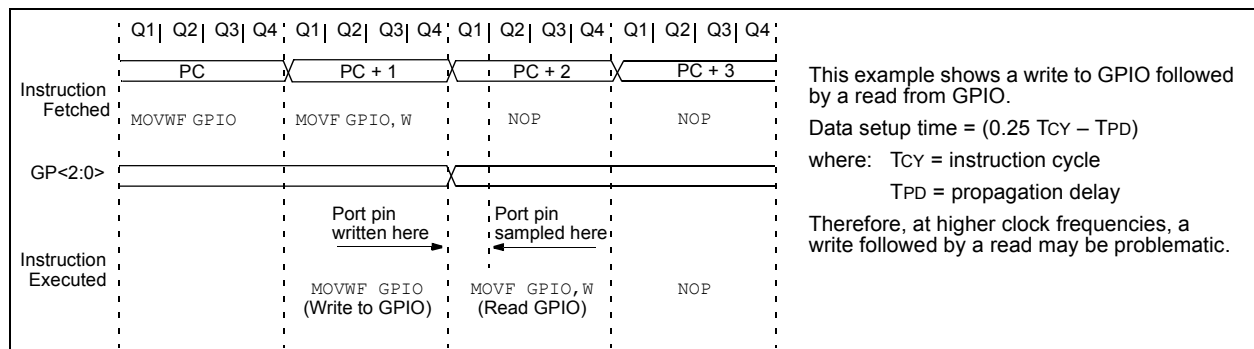 Q1| Q2| Q3| Q4 Q1| Q2| Q3| Q4 Q1| Q2| Q3| Q4 Q1| Q2| Q3| Q4
PC PC + 1 PC + 2 PC + 3
Instruction
Fetched
MOVWF GPIO MOVF GPIO, W NOP NOP
GP<2:0>
Port pin
written here
Port pin
sampled here
Instruction
Executed
MOVWF GPIO
(Write to GPIO)
MOVF GPIO,W
(Read GPIO)
NOP
This example shows a write to GPIO followed
by a read from GPIO.
Data setup time = (0.25 TCY – TPD)
where: TCY = instruction cycle
TPD = propagation delay
Therefore, at higher clock frequencies, a
write followed by a read may be problematic.